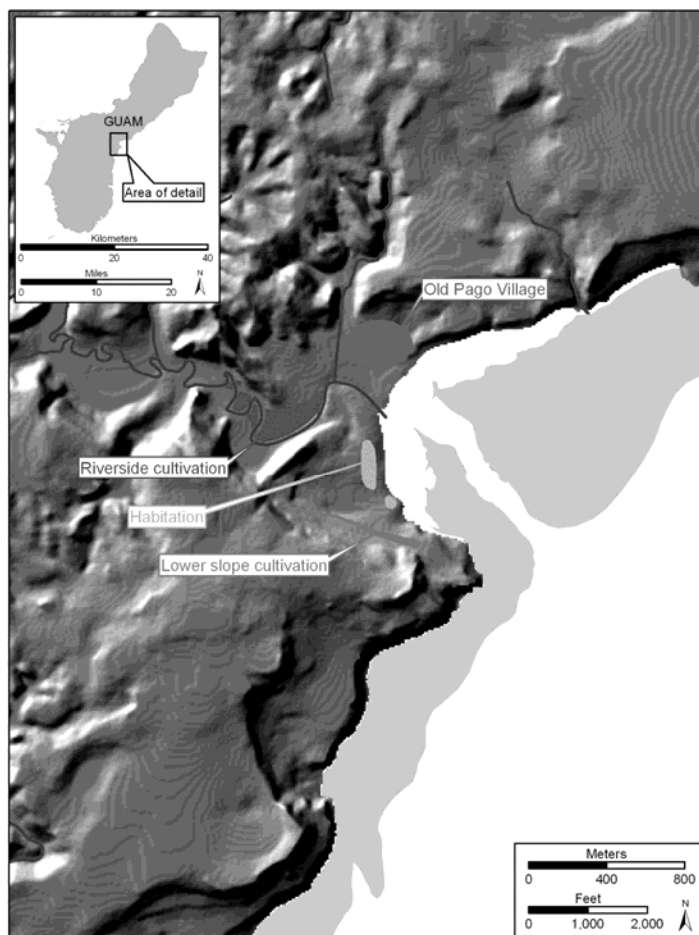 GUAM
Area of detail
Kilometers
0 20 40
Miles
0 10 20
N
Old Pago Village
Riverside cultivation
Habitation
Lower slope cultivation
Meters
0 400 800
Feet
0 1,000 2,000
N